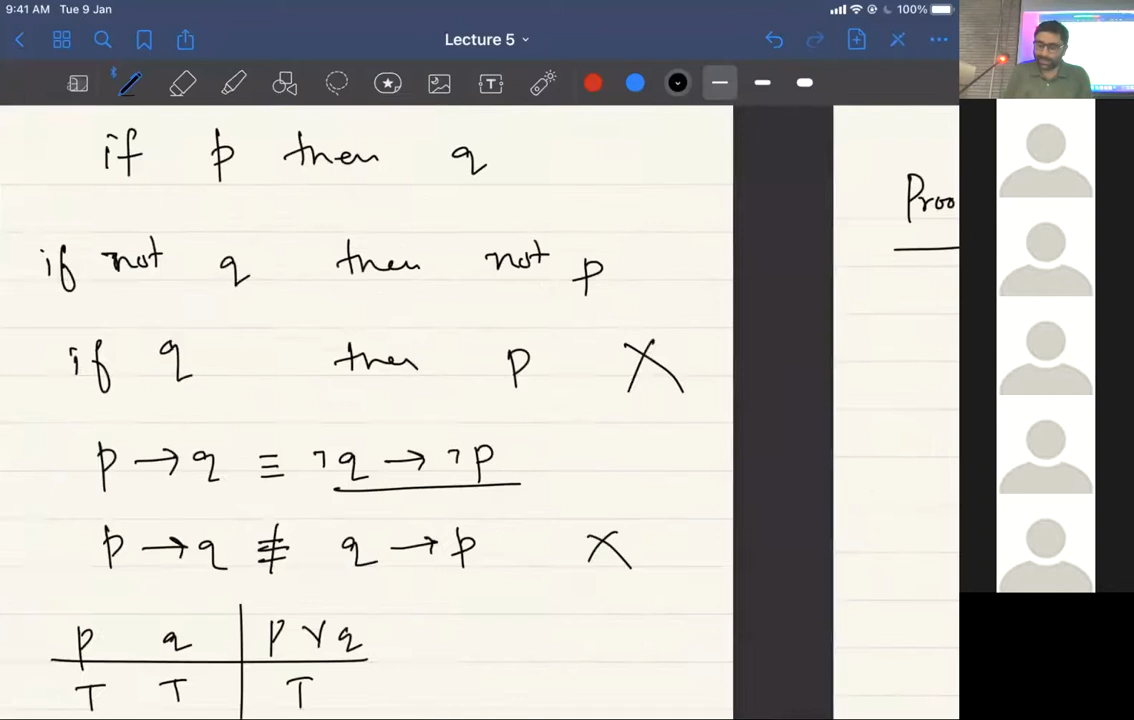 9:41 AM Tue 9 Jan
100%
Lecture 5
T
if p then q
Proo
if not q then not p
if q then p X
p → q ≡ ¬q → ¬p
p → q ≢ q → p X
p q p ∨ q
T T T